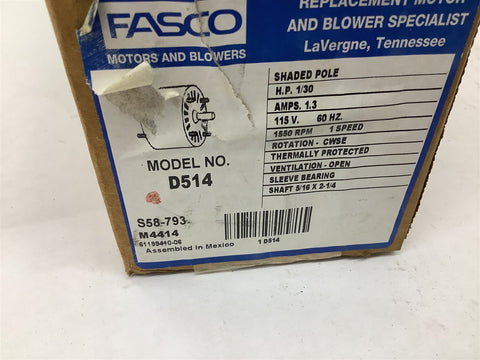 FASCO
MOTORS AND BLOWERS
REPLACEMENT MOTOR
AND BLOWER SPECIALIST
LaVergne, Tennessee
SHADED POLE
H.P. 1/30
AMPS. 1.3
115 V. 60 HZ.
1550 RPM 1 SPEED
ROTATION - CWSE
THERMALLY PROTECTED
VENTILATION - OPEN
SLEEVE BEARING
SHAFT 5/16 X 2-1/4
MODEL NO.
D514
S58-793
M4414
61199410-06
Assembled in Mexico
1 D514